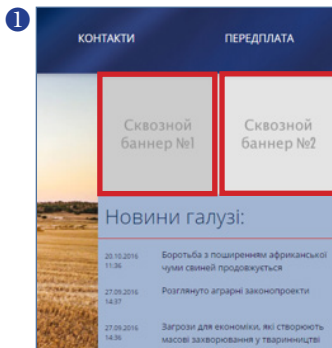 1
КОНТАКТИ ПЕРЕДПЛАТА
Сквозной
баннер №1
Сквозной
баннер №2
Новини галузі:
20.10.2016
11:36
Боротьба з поширенням африканської
чуми свиней продовжується
27.09.2016
14:37
Розглянуто аграрні законопроекти
27.09.2016
14:36
Загрози для економіки, які створюють
масові захворювання у тваринництві